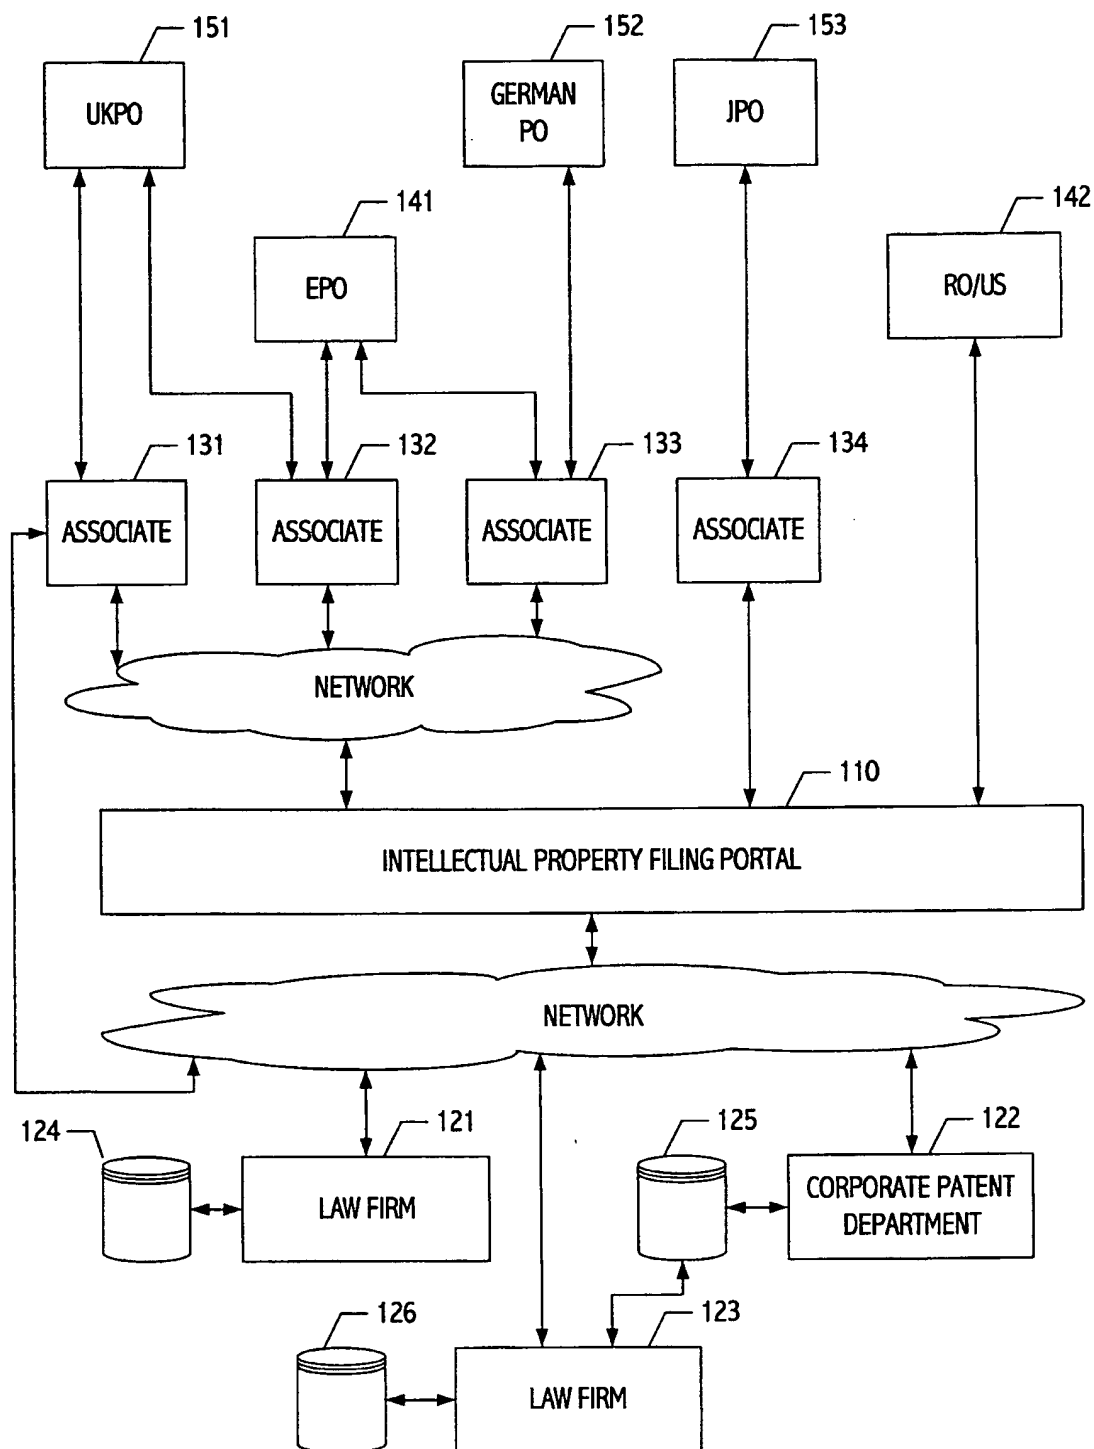 151
152
153
UKPO
GERMAN
PO
JPO
141
142
EPO
RO/US
131
132
133
134
ASSOCIATE
ASSOCIATE
ASSOCIATE
ASSOCIATE
NETWORK
110
INTELLECTUAL PROPERTY FILING PORTAL
NETWORK
124
121
125
122
LAW FIRM
CORPORATE PATENT
DEPARTMENT
126
123
LAW FIRM